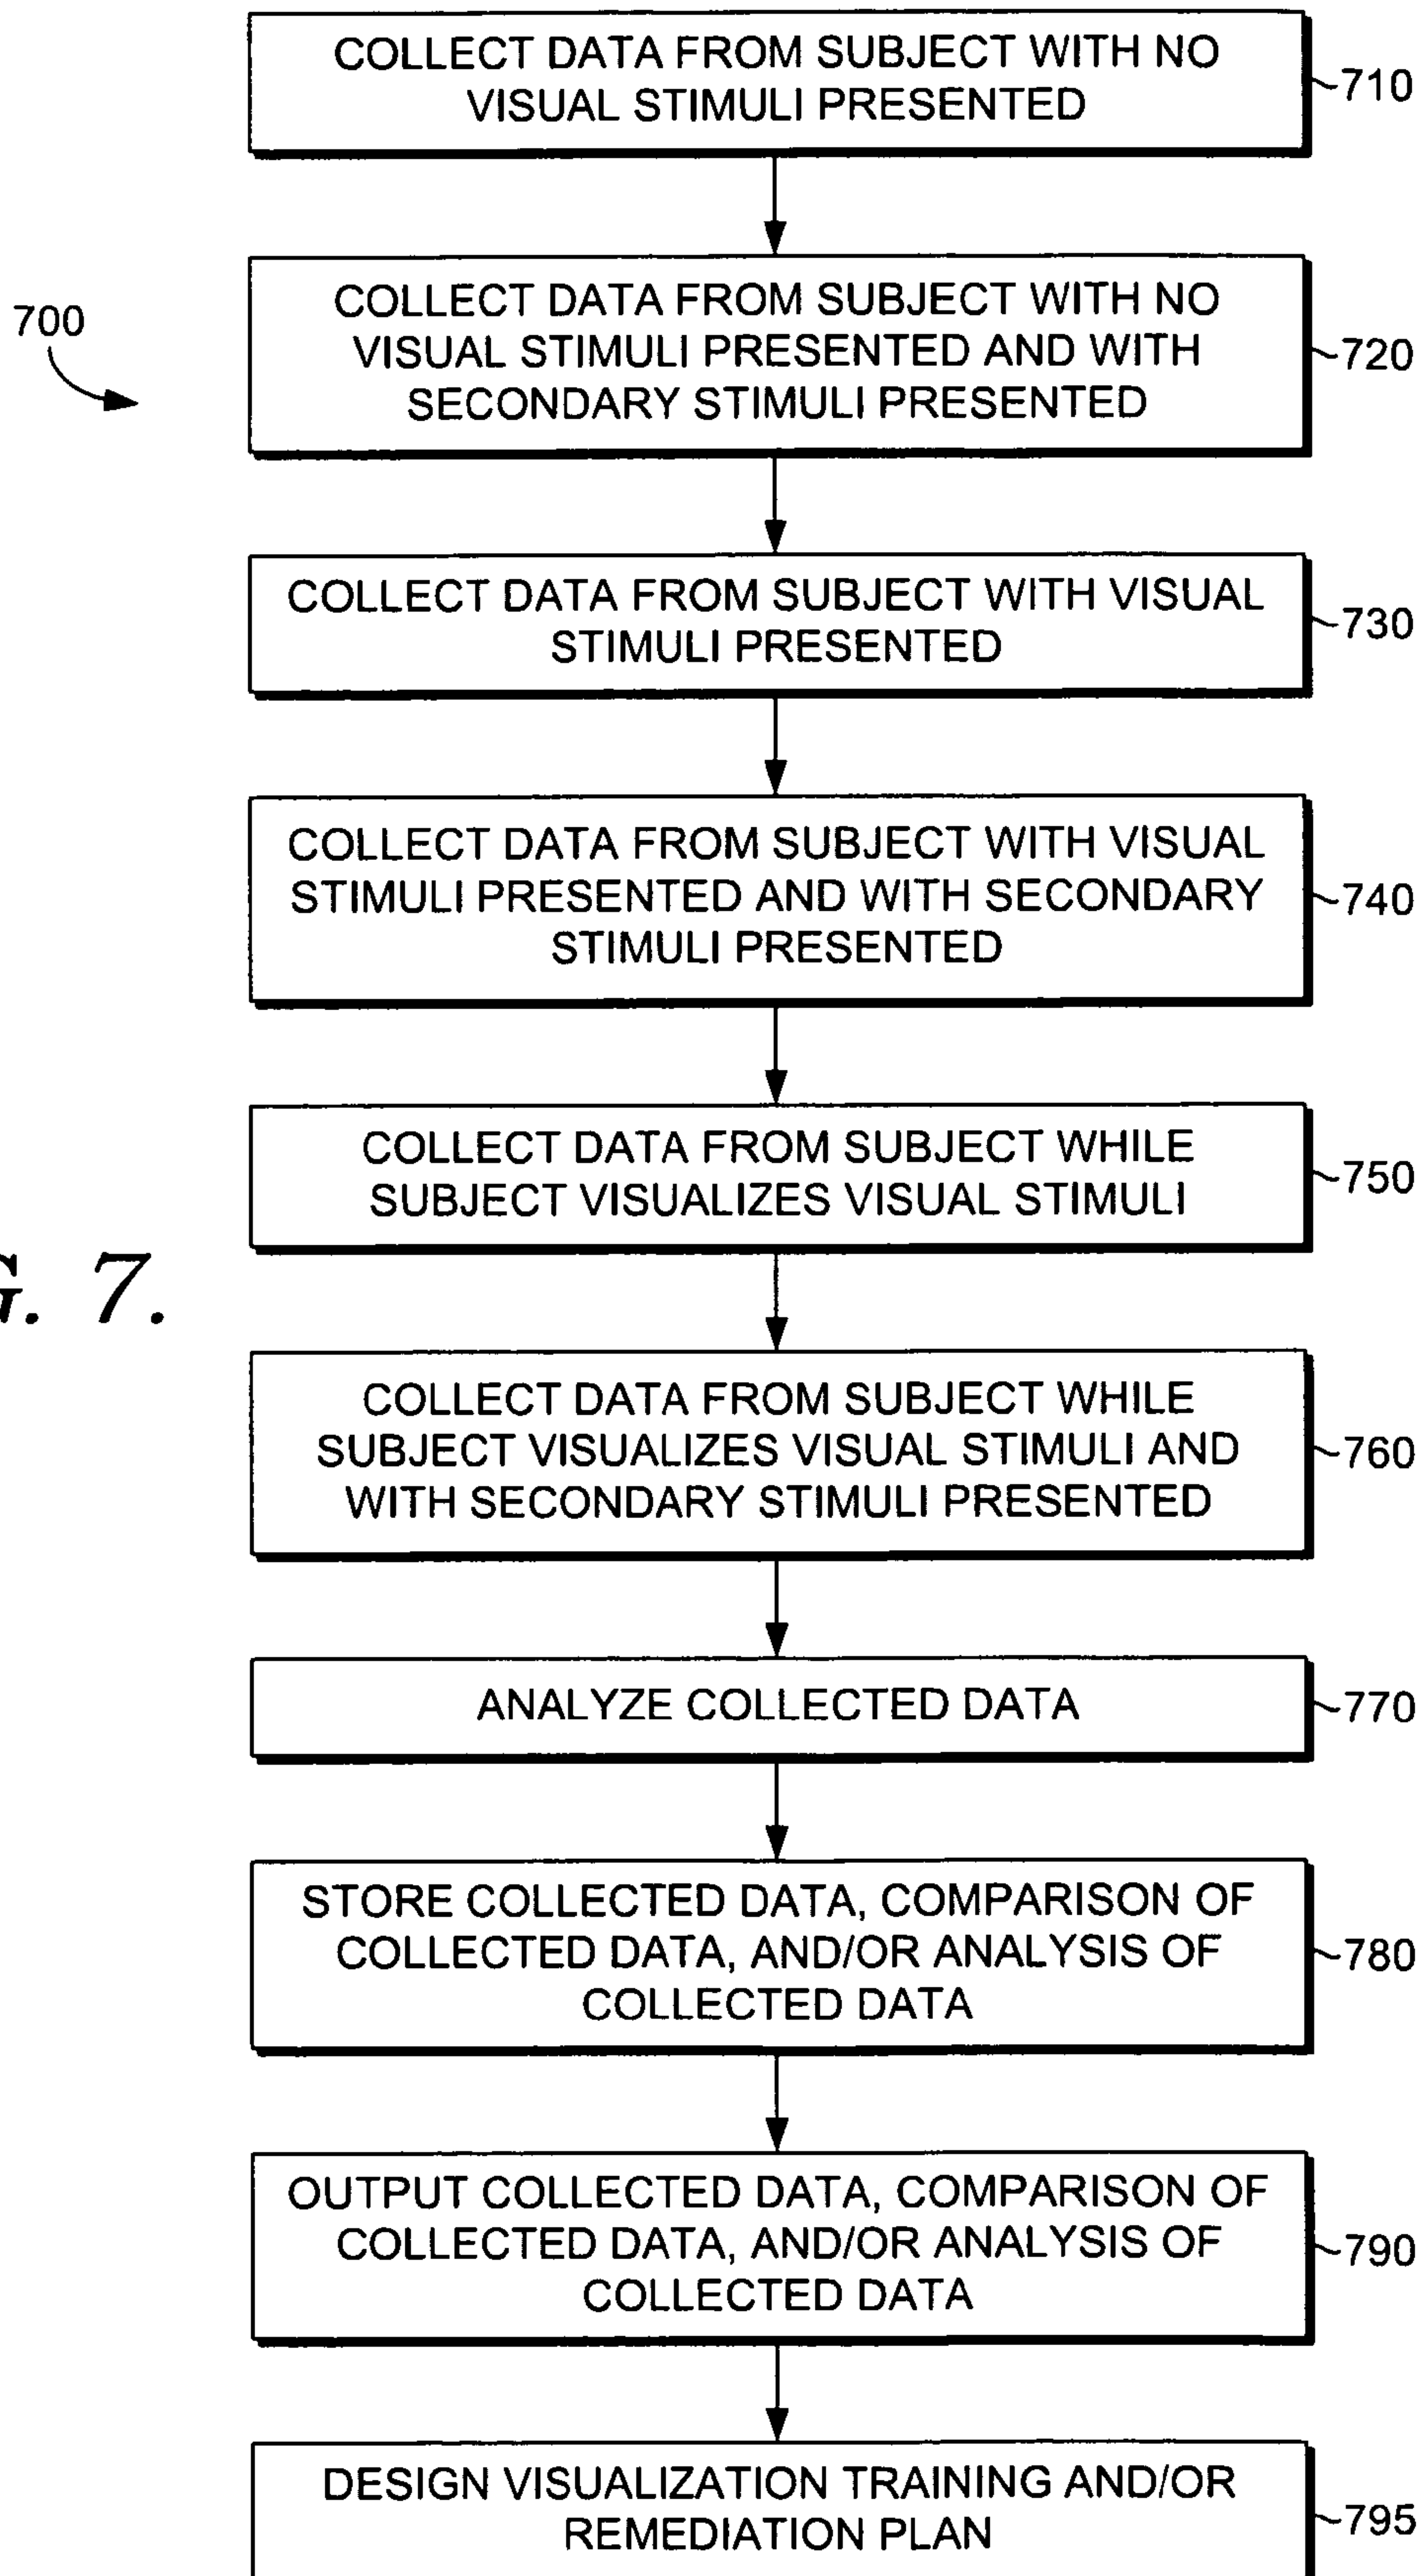 COLLECT DATA FROM SUBJECT WITH NO
VISUAL STIMULI PRESENTED
710
700
COLLECT DATA FROM SUBJECT WITH NO
VISUAL STIMULI PRESENTED AND WITH
SECONDARY STIMULI PRESENTED
720
COLLECT DATA FROM SUBJECT WITH VISUAL
STIMULI PRESENTED
730
COLLECT DATA FROM SUBJECT WITH VISUAL
STIMULI PRESENTED AND WITH SECONDARY
STIMULI PRESENTED
740
COLLECT DATA FROM SUBJECT WHILE
SUBJECT VISUALIZES VISUAL STIMULI
750
G. 7.
COLLECT DATA FROM SUBJECT WHILE
SUBJECT VISUALIZES VISUAL STIMULI AND
WITH SECONDARY STIMULI PRESENTED
760
ANALYZE COLLECTED DATA
770
STORE COLLECTED DATA, COMPARISON OF
COLLECTED DATA, AND/OR ANALYSIS OF
COLLECTED DATA
780
OUTPUT COLLECTED DATA, COMPARISON OF
COLLECTED DATA, AND/OR ANALYSIS OF
COLLECTED DATA
790
DESIGN VISUALIZATION TRAINING AND/OR
REMEDIATION PLAN
795